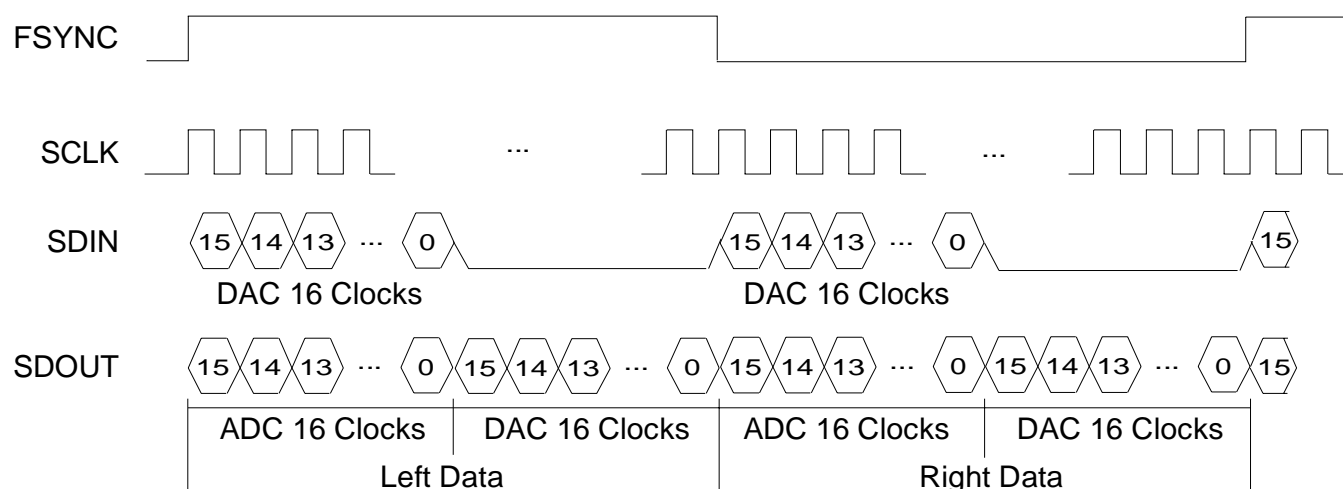 FSYNC
SCLK ... ...
SDIN 15 14 13 ... 0 15 14 13 ... 0 15
DAC 16 Clocks DAC 16 Clocks
SDOUT 15 14 13 ... 0 15 14 13 ... 0 15 14 13 ... 0 15 14 13 ... 0 15
ADC 16 Clocks DAC 16 Clocks ADC 16 Clocks DAC 16 Clocks
Left Data Right Data